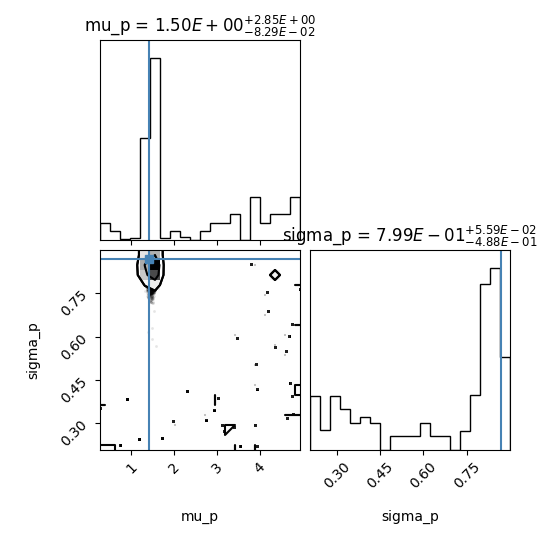 mu_p = 1.50E + 00+2.85E + 00−8.29E − 02
sigma_p = 7.99E − 01+5.59E − 02−4.88E − 01
sigma_p
0.75
0.60
0.45
0.30
1
2
3
4
mu_p
0.30
0.45
0.60
0.75
sigma_p